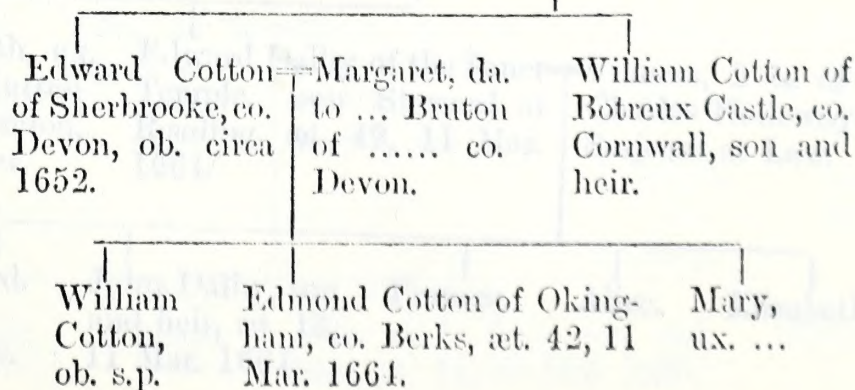 Edward Cotton
of Sherbrooke, co.
Devon, ob. circa
1652.
Margaret, da.
to ... Bruton
of ...... co.
Devon.
William Cotton of
Botreux Castle, co.
Cornwall, son and
heir.
William
Cotton,
ob. s.p.
Edmond Cotton of Oking-
ham, co. Berks, æt. 42, 11
Mar. 1664.
Mary,
ux. ...